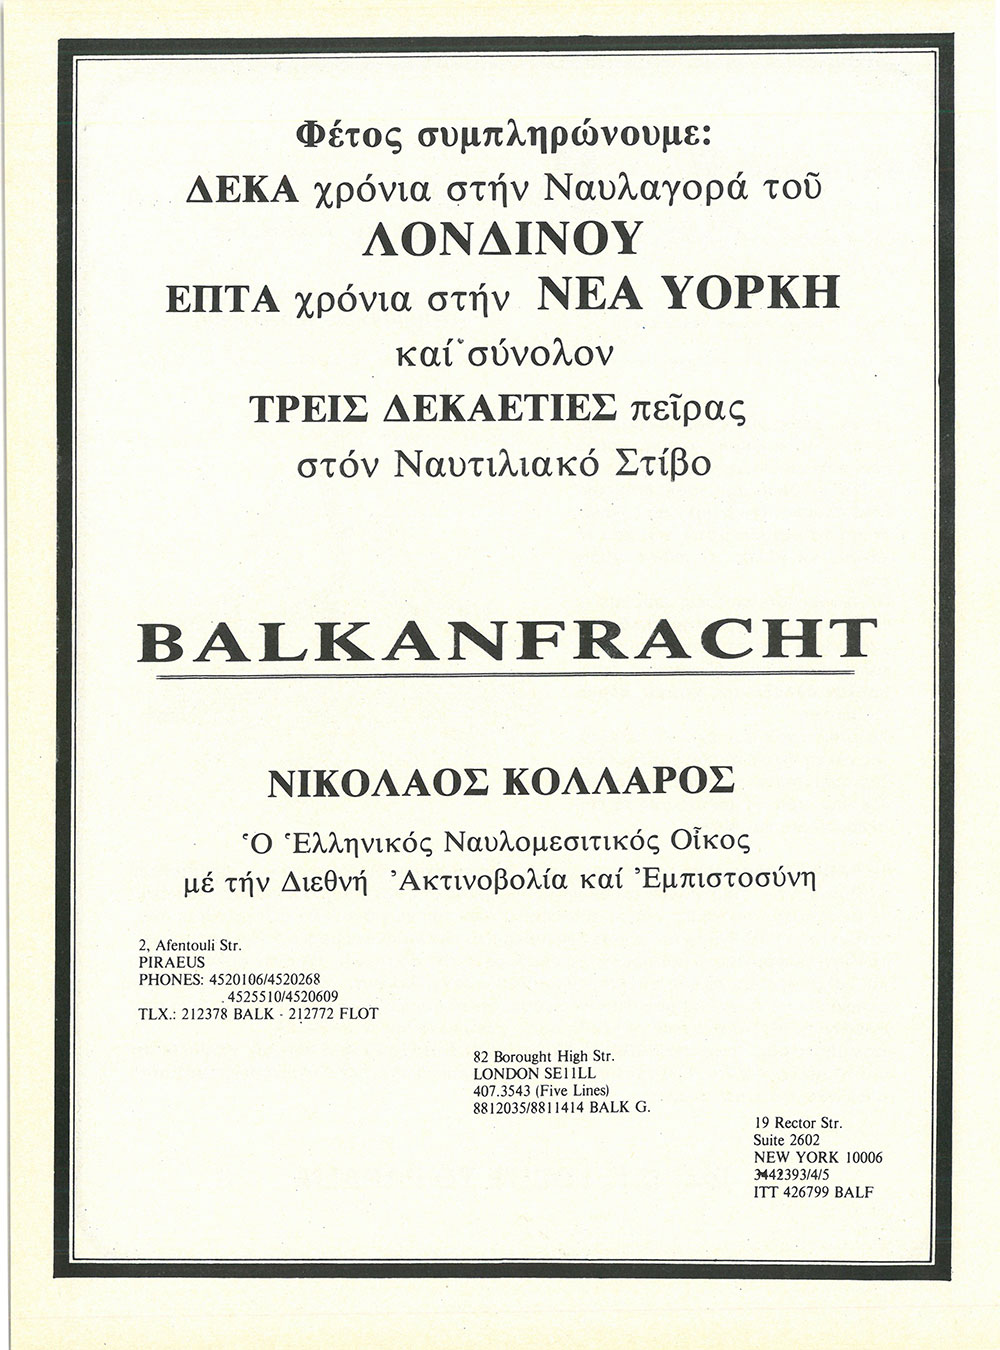 Φέτος συμπληρώνουμε:
ΔΕΚΑ χρόνια στήν Ναυλαγορά τοῦ
ΛΟΝΔΙΝΟΥ
ΕΠΤΑ χρόνια στήν ΝΕΑ ΥΟΡΚΗ
καί σύνολον
ΤΡΕΙΣ ΔΕΚΑΕΤΙΕΣ πεῖρας
στόν Ναυτιλιακό Στίβο
BALKANFRACHT
ΝΙΚΟΛΑΟΣ ΚΟΛΛΑΡΟΣ
Ὁ Ἑλληνικός Ναυλομεσιτικός Οἶκος
μέ τήν Διεθνή Ἀκτινοβολία καί Ἐμπιστοσύνη
2, Afentouli Str.
PIRAEUS
PHONES: 4520106/4520268
4525510/4520609
TLX.: 212378 BALK - 212772 FLOT
82 Borought High Str.
LONDON SE11LL
407.3543 (Five Lines)
8812035/8811414 BALK G.
19 Rector Str.
Suite 2602
NEW YORK 10006
3442393/4/5
ITT 426799 BALF